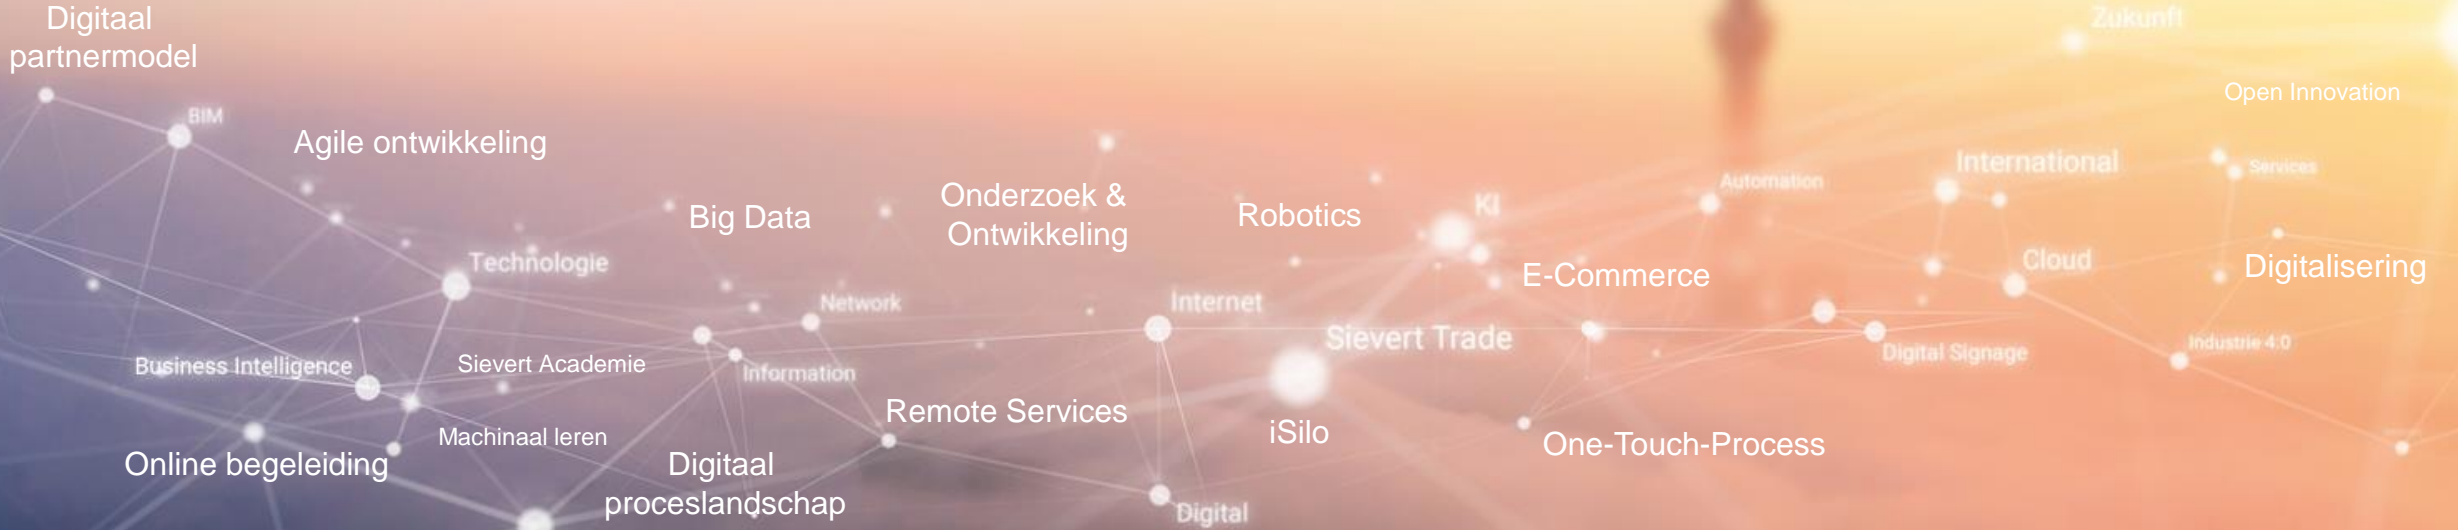 Digitaal
partnermodel
Zukunft
Open Innovation
BIM
Agile ontwikkeling
International
Services
Automation
Onderzoek &
Ontwikkeling
Big Data
Robotics
KI
Technologie
Cloud
Digitalisering
E-Commerce
Network
Internet
Sievert Trade
Industrie 4.0
Digital Signage
Business Intelligence
Sievert Academie
Information
Remote Services
iSilo
One-Touch-Process
Machinaal leren
Online begeleiding
Digitaal
proceslandschap
Digital